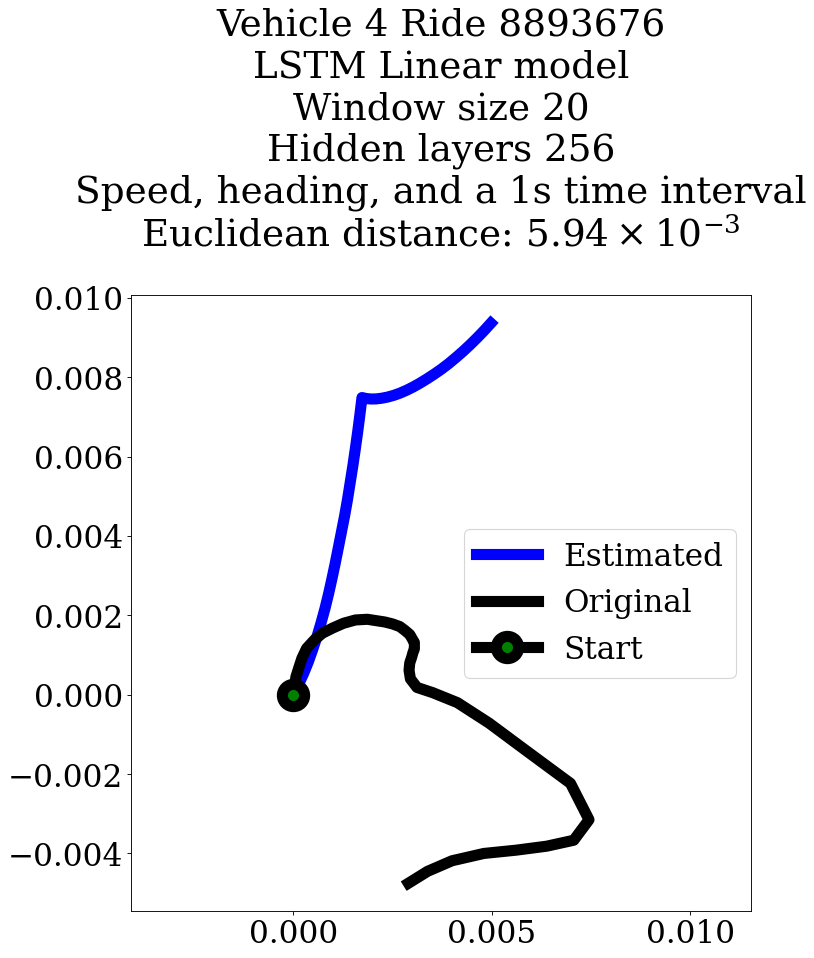 Vehicle 4 Ride 8893676
LSTM Linear model
Window size 20
Hidden layers 256
Speed, heading, and a 1s time interval
Euclidean distance: 5.94 × 10⁻³
0.010
0.008
0.006
0.004
0.002
0.000
−0.002
−0.004
Estimated
Original
Start
0.000 0.005 0.010